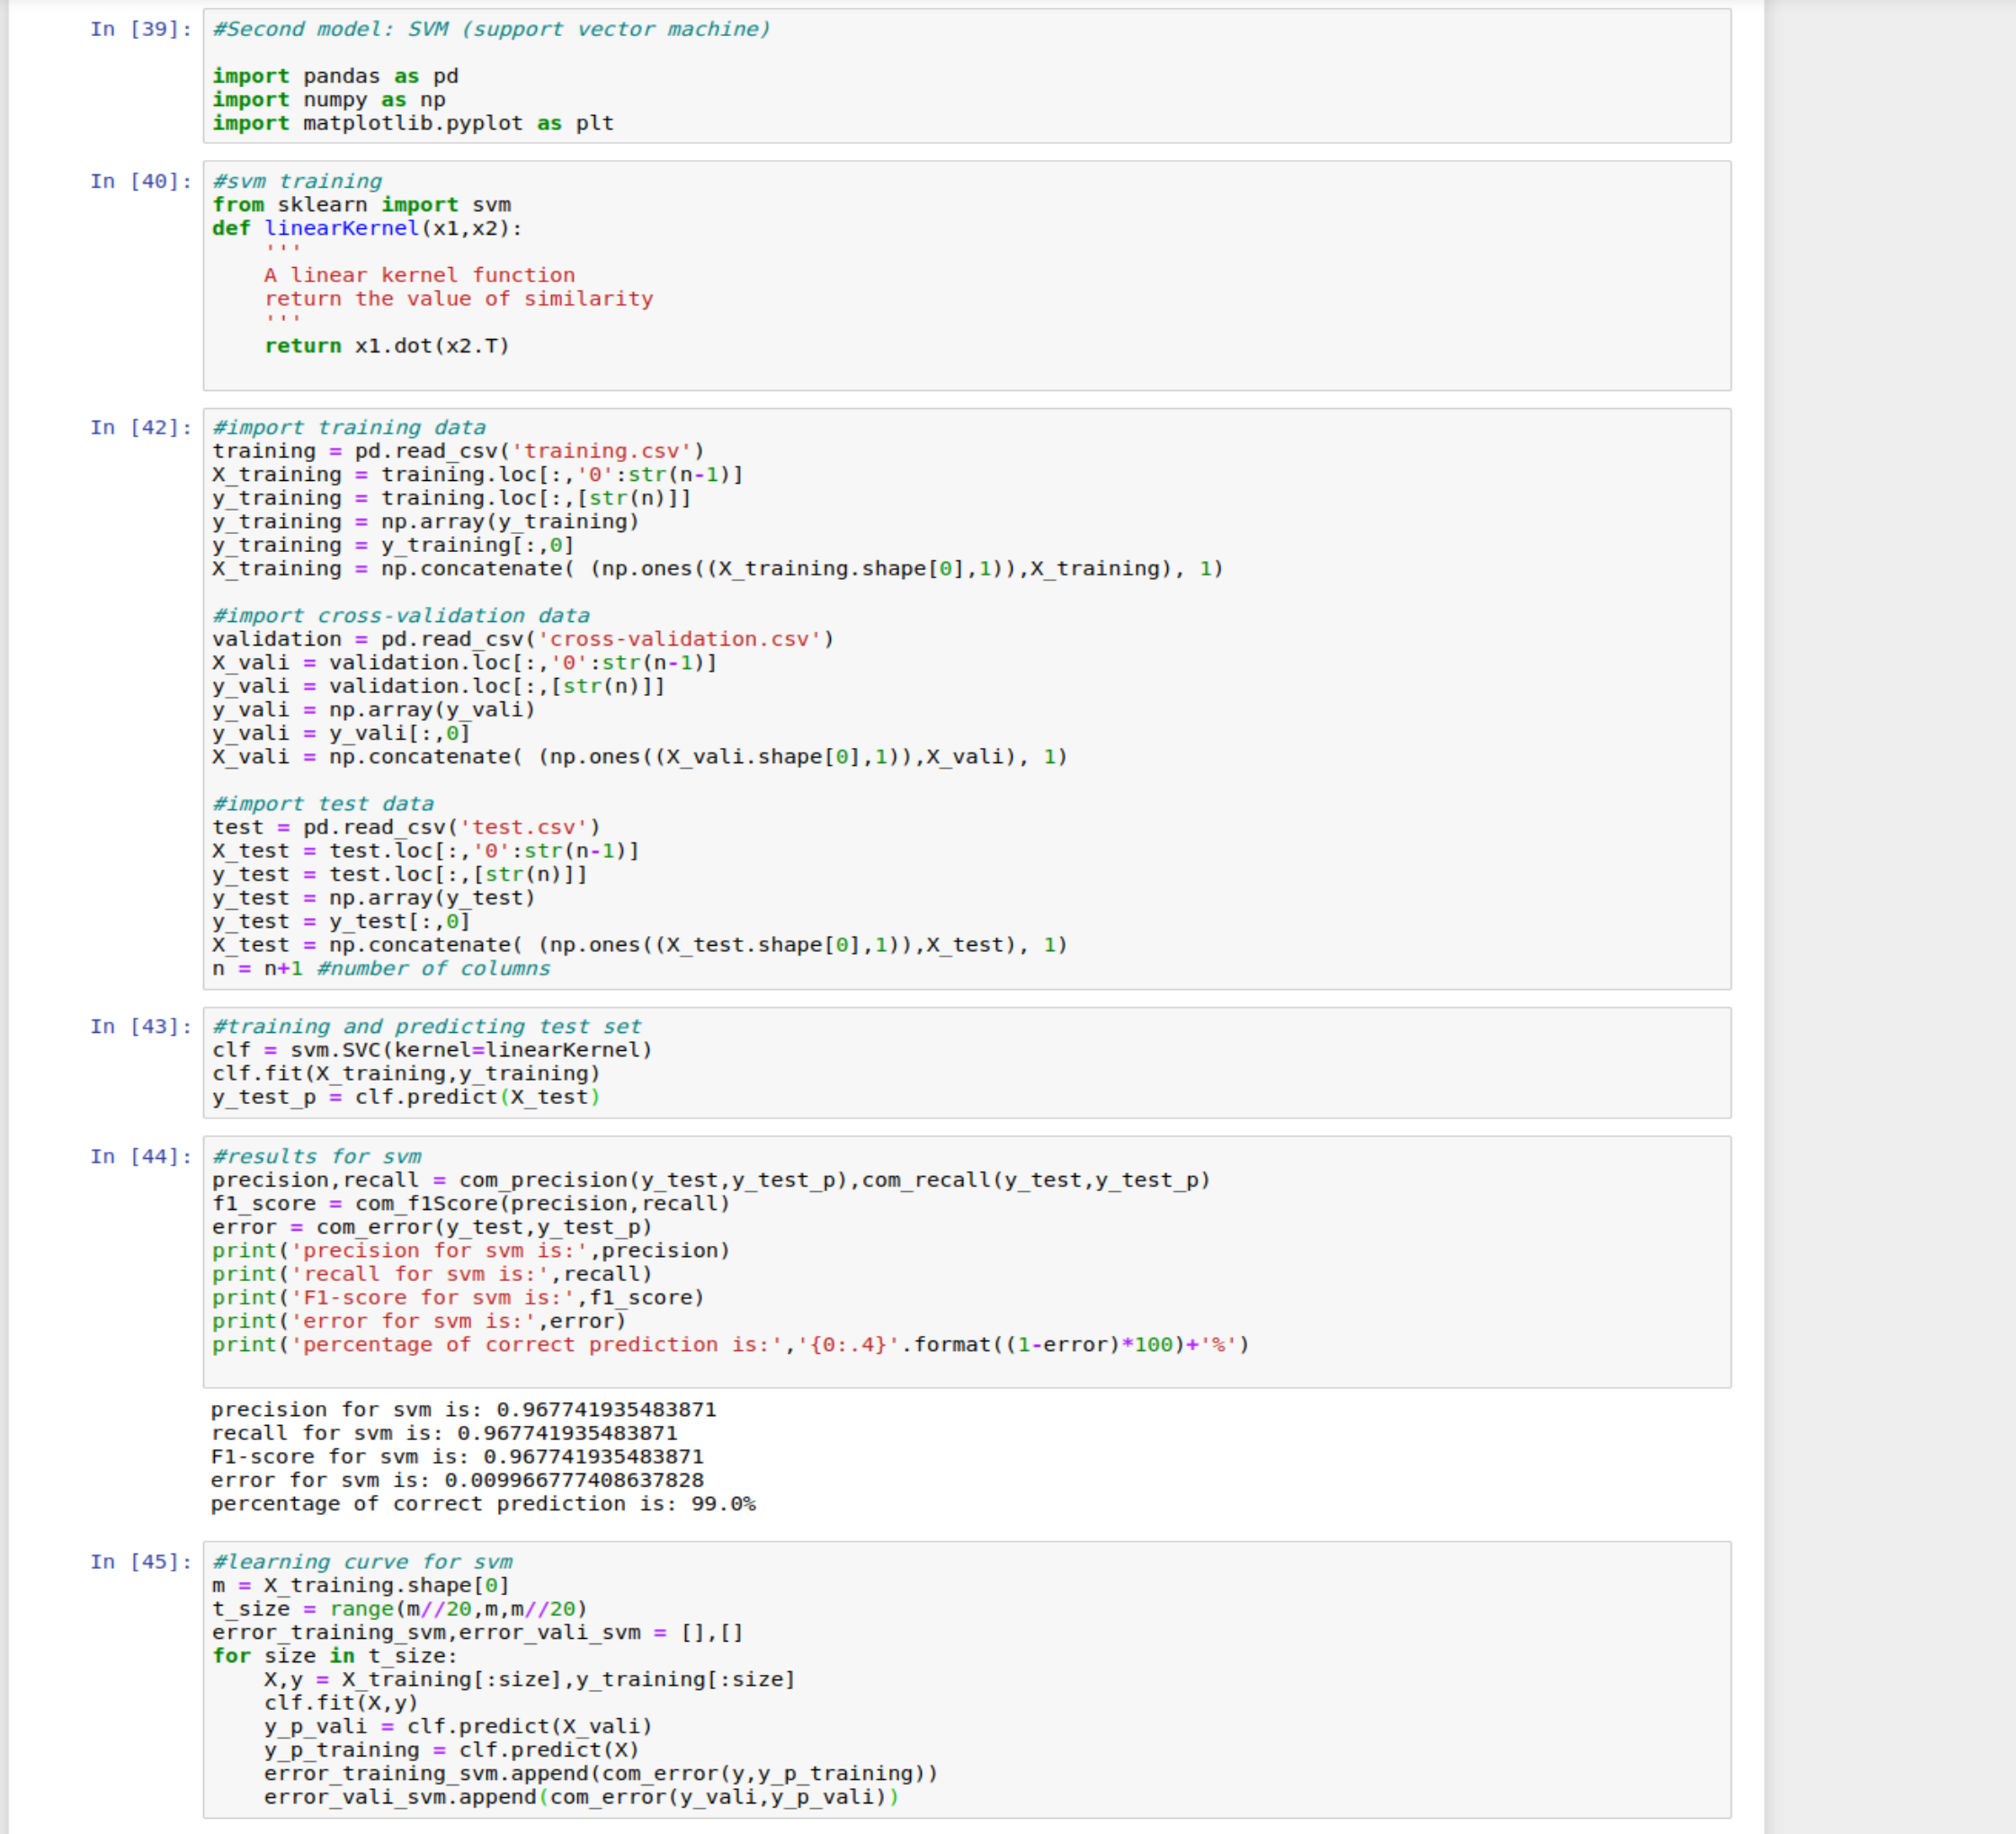 In [39]: #Second model: SVM (support vector machine)

import pandas as pd
import numpy as np
import matplotlib.pyplot as plt

In [40]: #svm training
from sklearn import svm
def linearKernel(x1,x2):
    '''
    A linear kernel function
    return the value of similarity
    '''
    return x1.dot(x2.T)

In [42]: #import training data
training = pd.read_csv('training.csv')
X_training = training.loc[:,'0':str(n-1)]
y_training = training.loc[:,[str(n)]]
y_training = np.array(y_training)
y_training = y_training[:,0]
X_training = np.concatenate( (np.ones((X_training.shape[0],1)),X_training), 1)

#import cross-validation data
validation = pd.read_csv('cross-validation.csv')
X_vali = validation.loc[:,'0':str(n-1)]
y_vali = validation.loc[:,[str(n)]]
y_vali = np.array(y_vali)
y_vali = y_vali[:,0]
X_vali = np.concatenate( (np.ones((X_vali.shape[0],1)),X_vali), 1)

#import test data
test = pd.read_csv('test.csv')
X_test = test.loc[:,'0':str(n-1)]
y_test = test.loc[:,[str(n)]]
y_test = np.array(y_test)
y_test = y_test[:,0]
X_test = np.concatenate( (np.ones((X_test.shape[0],1)),X_test), 1)
n = n+1 #number of columns

In [43]: #training and predicting test set
clf = svm.SVC(kernel=linearKernel)
clf.fit(X_training,y_training)
y_test_p = clf.predict(X_test)

In [44]: #results for svm
precision,recall = com_precision(y_test,y_test_p),com_recall(y_test,y_test_p)
f1_score = com_f1Score(precision,recall)
error = com_error(y_test,y_test_p)
print('precision for svm is:',precision)
print('recall for svm is:',recall)
print('F1-score for svm is:',f1_score)
print('error for svm is:',error)
print('percentage of correct prediction is:','{0:.4}'.format((1-error)*100)+'%')

precision for svm is: 0.967741935483871
recall for svm is: 0.967741935483871
F1-score for svm is: 0.967741935483871
error for svm is: 0.009966777408637828
percentage of correct prediction is: 99.0%

In [45]: #learning curve for svm
m = X_training.shape[0]
t_size = range(m//20,m,m//20)
error_training_svm,error_vali_svm = [],[]
for size in t_size:
    X,y = X_training[:size],y_training[:size]
    clf.fit(X,y)
    y_p_vali = clf.predict(X_vali)
    y_p_training = clf.predict(X)
    error_training_svm.append(com_error(y,y_p_training))
    error_vali_svm.append(com_error(y_vali,y_p_vali))